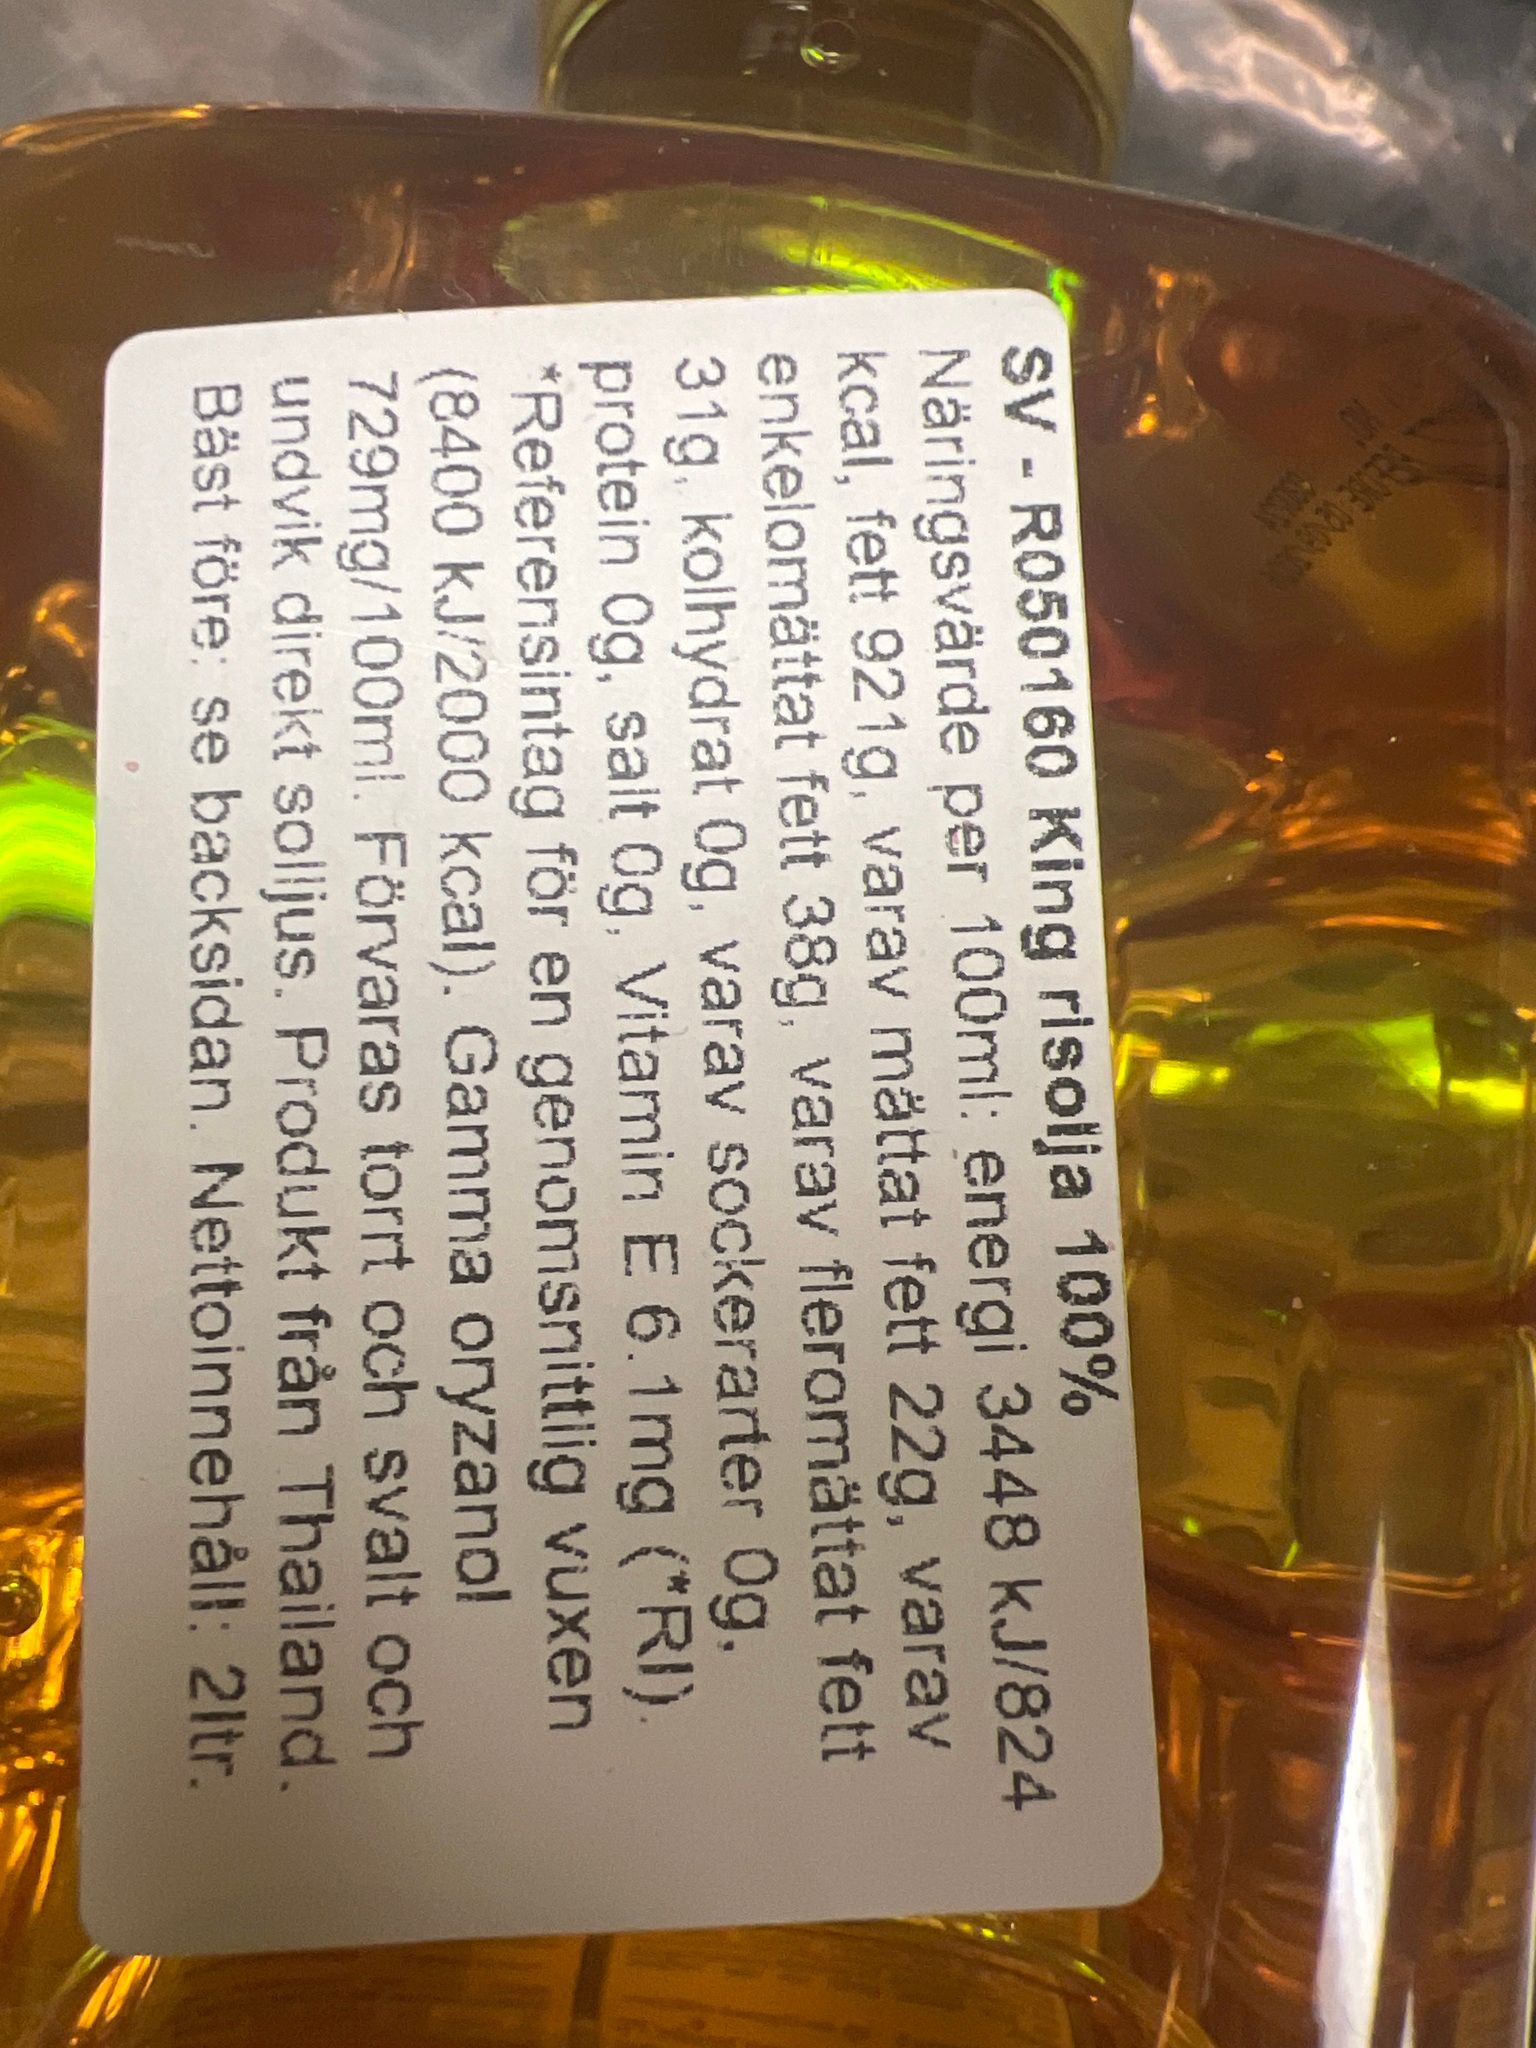 SV - R050160 King risolja 100%
Näringsvärde per 100ml: energi 3448 kJ/824
kcal, fett 921g, varav mättat fett 22g, varav
enkelomättat fett 38g, varav fleromättat fett
31g, kolhydrat 0g, varav sockerarter 0g,
protein 0g, salt 0g, Vitamin E 6.1mg (*RI).
*Referensintag för en genomsnittlig vuxen
(8400 kJ/2000 kcal). Gamma oryzanol
729mg/100ml. Förvaras torrt och svalt och
undvik direkt solljus. Produkt från Thailand.
Bäst före: se backsidan. Nettoinnehåll: 2ltr.